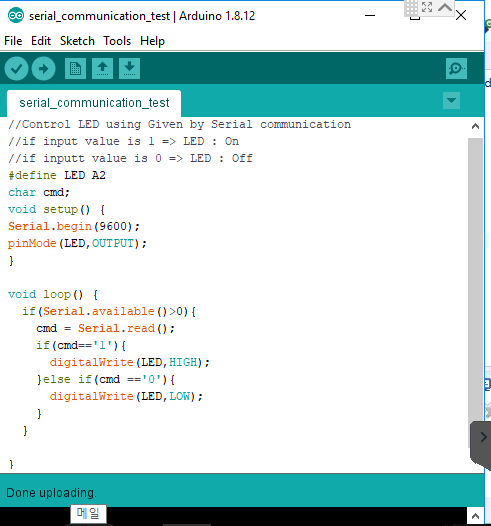 serial_communication_test | Arduino 1.8.12
File Edit Sketch Tools Help
serial_communication_test
//Control LED using Given by Serial communication
//if input value is 1 => LED : On
//if inputt value is 0 => LED : Off
#define LED A2
char cmd;
void setup() {
Serial.begin(9600);
pinMode(LED,OUTPUT);
}
void loop() {
if(Serial.available()>0){
cmd = Serial.read();
if(cmd=='1'){
digitalWrite(LED,HIGH);
}else if(cmd =='0'){
digitalWrite(LED,LOW);
}
}
}
Done uploading.
메일